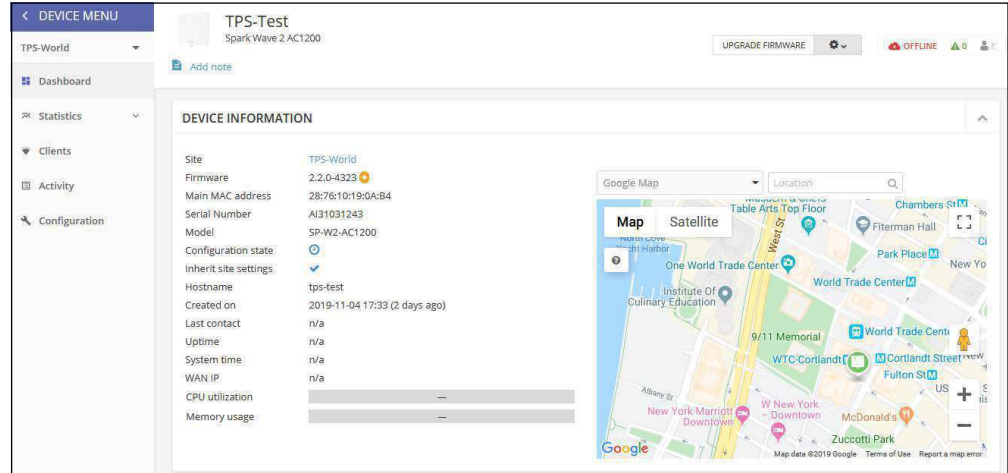 DEVICE MENU
TPS-World
Dashboard
Statistics
Clients
Activity
Configuration
TPS-Test
Spark Wave 2 AC1200
Add note
UPGRADE FIRMWARE
OFFLINE
0
DEVICE INFORMATION
Site TPS-World
Firmware 2.2.0-4323
Main MAC address 28:76:10:19:0A:B4
Serial Number AI31031243
Model SP-W2-AC1200
Configuration state
Inherit site settings
Hostname tps-test
Created on 2019-11-04 17:33 (2 days ago)
Last contact n/a
Uptime n/a
System time n/a
WAN IP n/a
CPU utilization —
Memory usage —
Google Map
Location
Map Satellite
Table Arts Top Floor
Chambers St
West St
Fiterman Hall
North Cove
Yacht Harbor
Park Place
New Yo
One World Trade Center
World Trade Center
Institute Of
Culinary Education
9/11 Memorial
World Trade Cente
WTC-Cortlandt
Cortlandt Street
New
Fulton St
US
Albany St
New York Marriott
Downtown
W New York
– Downtown
McDonald's
Zuccotti Park
Google
Map data ©2019 Google Terms of Use Report a map error